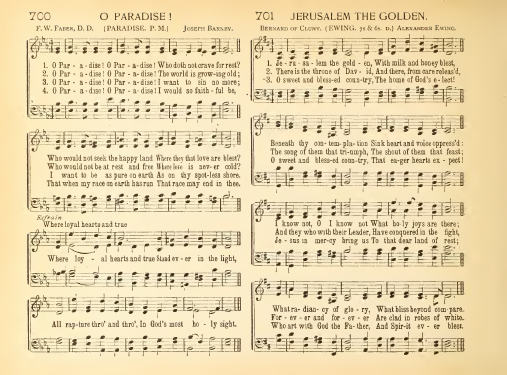 700 O PARADISE!
F. W. FABER, D. D. (PARADISE. P. M.) JOSEPH BARNBY.
1. O Par - a - dise! O Par - a - dise! Who doth not crave for rest?
2. O Par - a - dise! O Par - a - dise! The world is grow-ing old;
3. O Par - a - dise! O Par - a - dise! I want to sin no more;
4. O Par - a - dise! O Par - a - dise! I would so faith - ful be,
Who would not seek the happy land Where they that love are blest?
Who would not be at rest and free Where love is never cold?
I want to be as pure on earth As on thy spot-less shore.
That when my race on earth has run That race may end in thee.
Refrain
Where loyal hearts and true
Where loy - al hearts and true Stand ev - er in the light,
All rap-ture thro' and thro', In God's most ho - ly sight.
701 JERUSALEM THE GOLDEN.
BERNARD OF CLUNY. (EWING. 7s & 6s. D.) ALEXANDER EWING.
1. Je - ru - sa - lem the gold - en, With milk and honey blest,
2. There is the throne of Dav - id, And there, from care releas'd,
3. O sweet and bless-ed coun-try, The home of God's e - lect!
Beneath thy con - tem - pla - tion Sink heart and voice oppress'd:
The song of them that tri-umph, The shout of them that feast;
O sweet and bless-ed coun-try, That ea-ger hearts ex - pect!
I know not, O I know not What ho-ly joys are there;
And they who with their Leader, Have conquered in the fight,
Je - sus in mer-cy bring us To that dear land of rest;
What ra - dian-cy of glo - ry, What bliss beyond com-pare.
For - ev - er and for - ev - er Are clad in robes of white.
Who art with God the Fa - ther, And Spir-it ev - er blest.